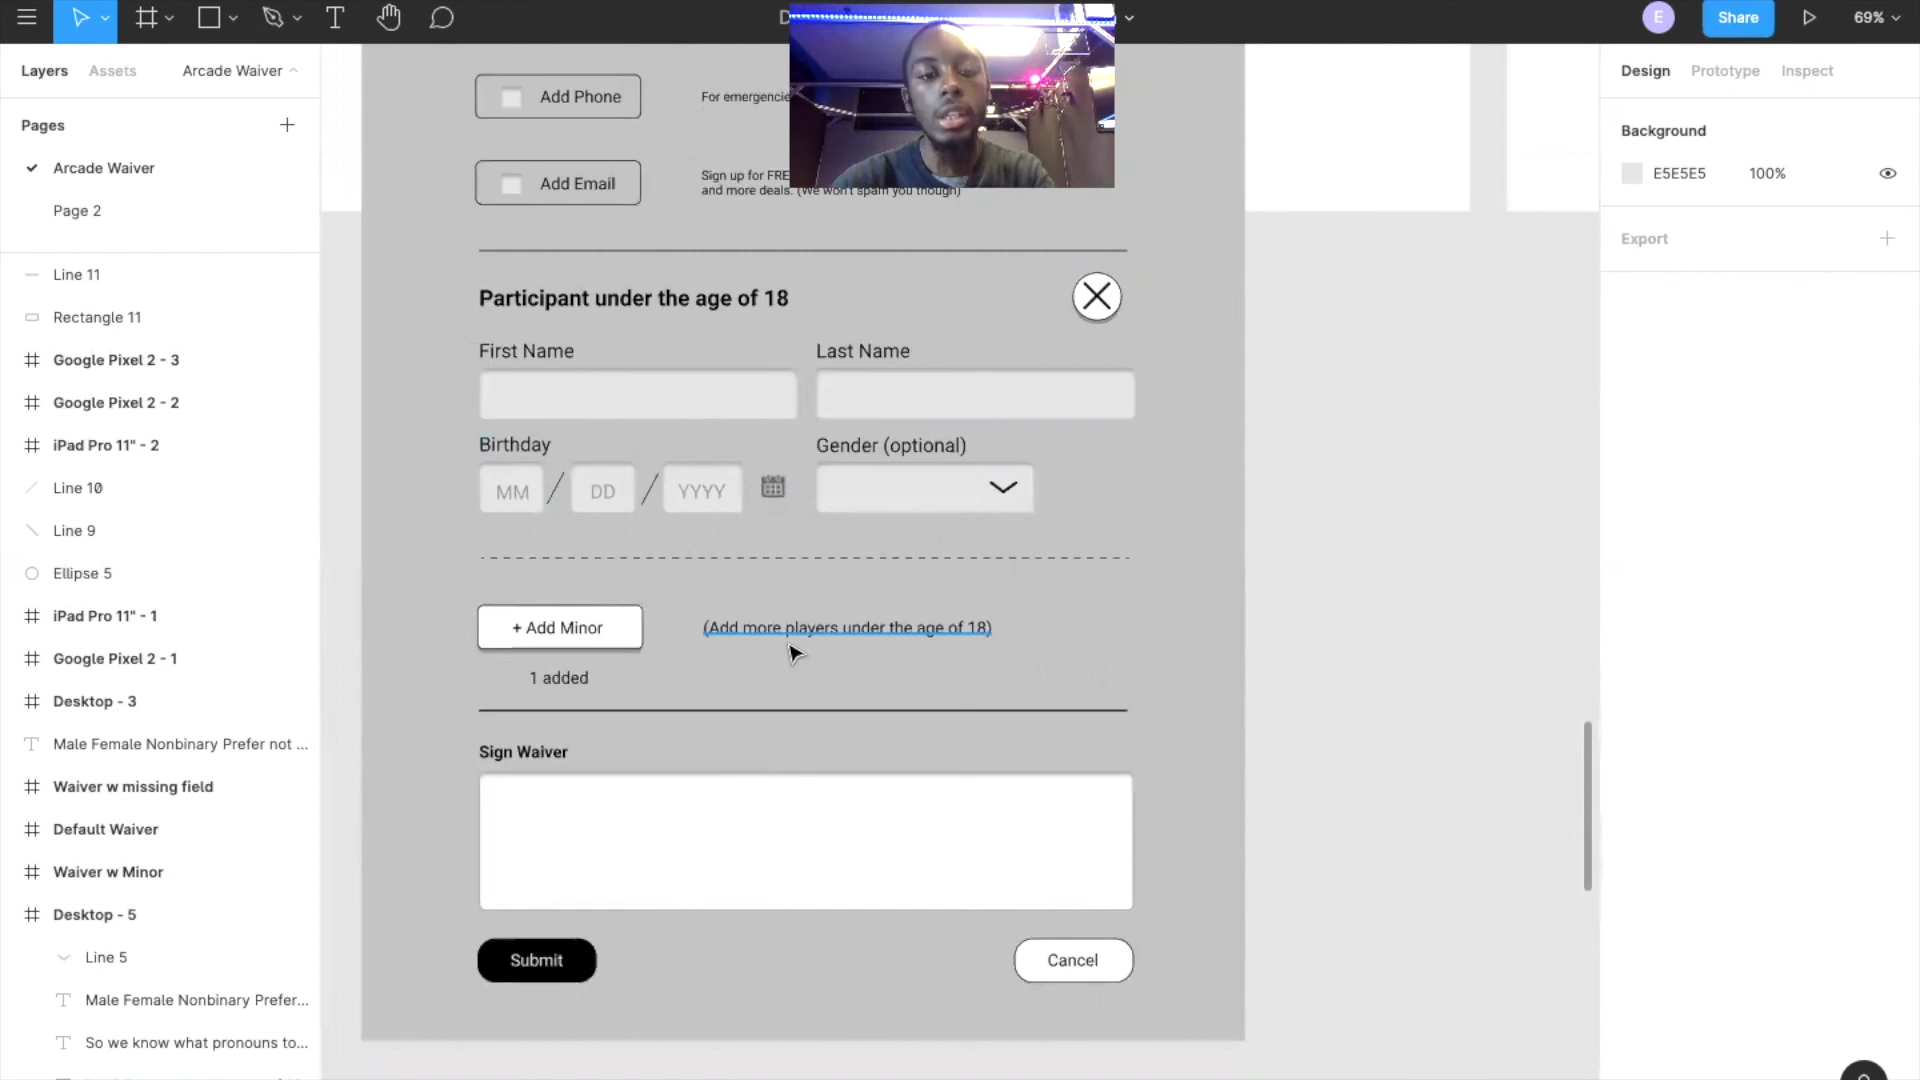 E
Share
69%
Layers
Assets
Arcade Waiver
Pages
Arcade Waiver
Page 2
Line 11
Rectangle 11
Google Pixel 2 - 3
Google Pixel 2 - 2
iPad Pro 11" - 2
Line 10
Line 9
Ellipse 5
iPad Pro 11" - 1
Google Pixel 2 - 1
Desktop - 3
Male Female Nonbinary Prefer not ...
Waiver w missing field
Default Waiver
Waiver w Minor
Desktop - 5
Line 5
Male Female Nonbinary Prefer...
So we know what pronouns to...
Add Phone
For emergencie
Add Email
Sign up for FRE
and more deals. (We won't spam you though)
Participant under the age of 18
First Name
Last Name
Birthday
Gender (optional)
MM
DD
YYYY
+ Add Minor
(Add more players under the age of 18)
1 added
Sign Waiver
Submit
Cancel
Design
Prototype
Inspect
Background
E5E5E5
100%
Export